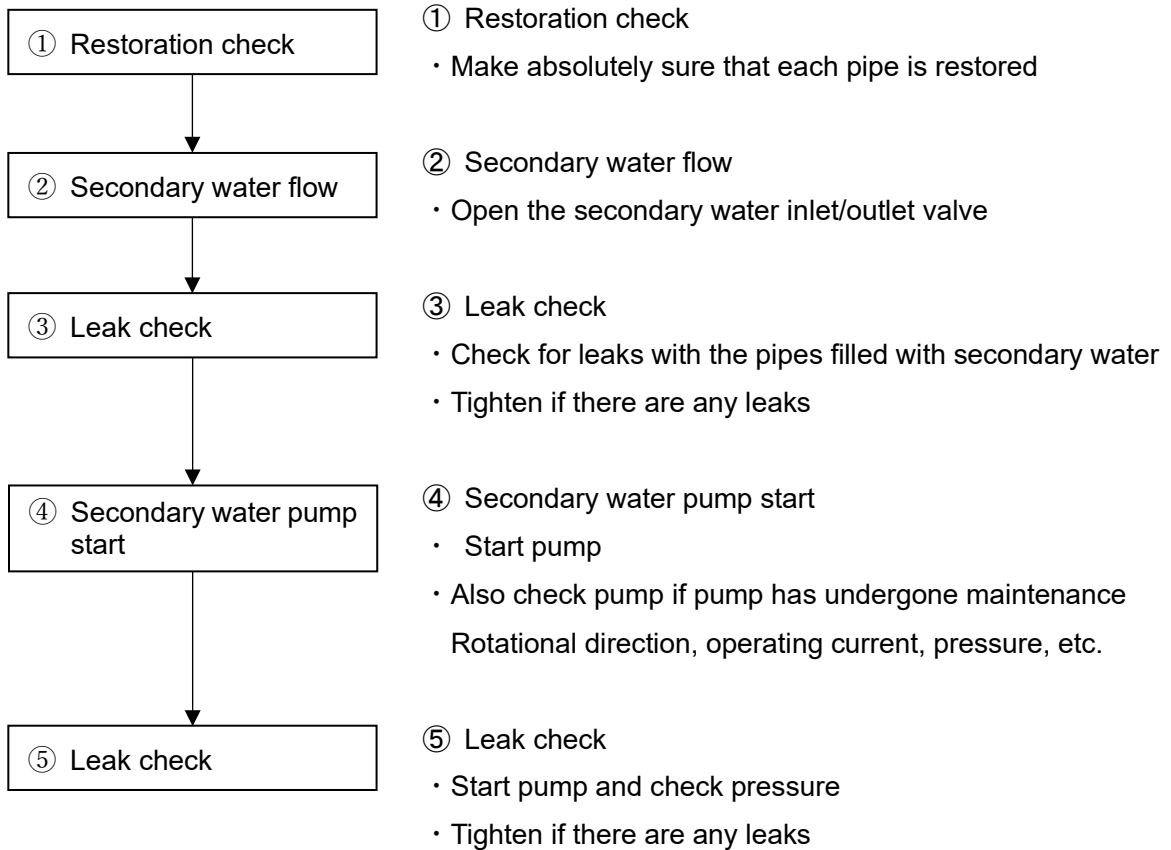 ① Restoration check
② Secondary water flow
③ Leak check
④ Secondary water pump
start
⑤ Leak check
① Restoration check
・Make absolutely sure that each pipe is restored
② Secondary water flow
・Open the secondary water inlet/outlet valve
③ Leak check
・Check for leaks with the pipes filled with secondary water
・Tighten if there are any leaks
④ Secondary water pump start
・ Start pump
・Also check pump if pump has undergone maintenance
Rotational direction, operating current, pressure, etc.
⑤ Leak check
・Start pump and check pressure
・Tighten if there are any leaks